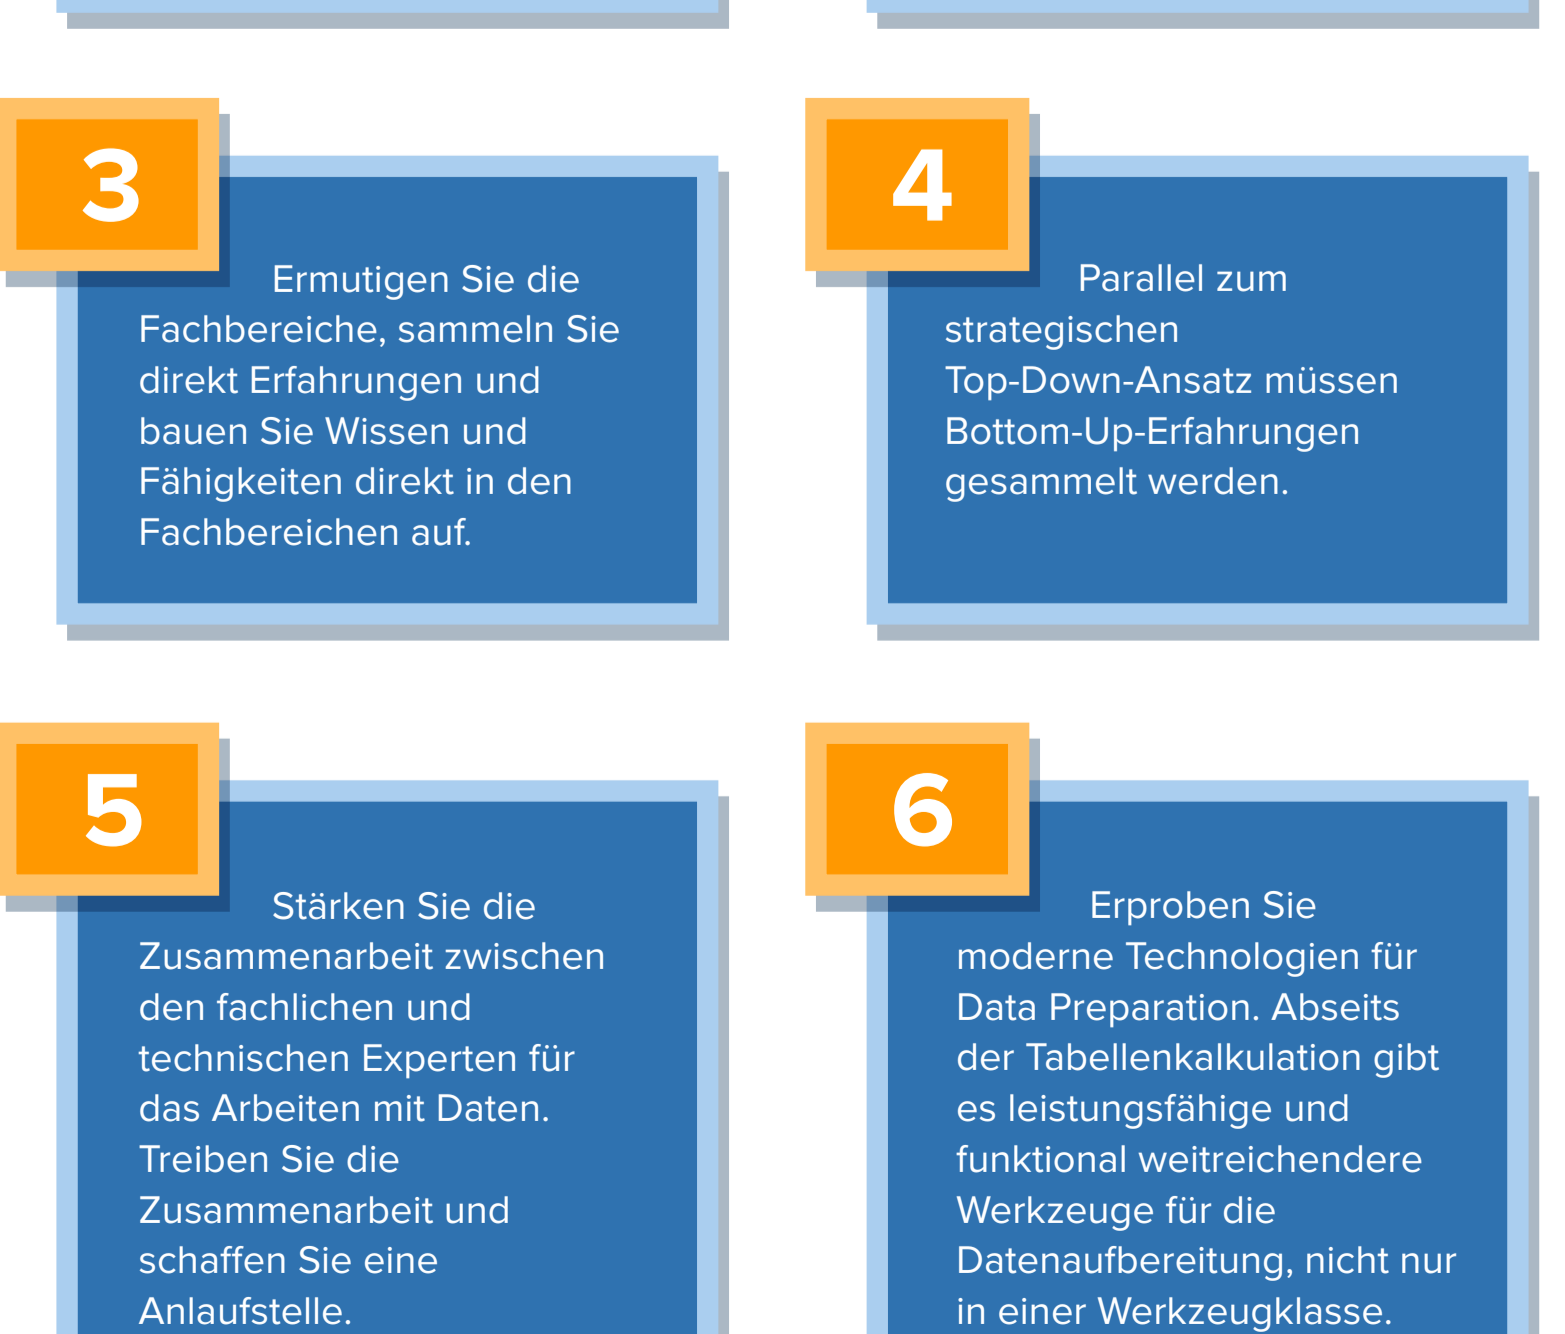 3
Ermutigen Sie die
Fachbereiche, sammeln Sie
direkt Erfahrungen und
bauen Sie Wissen und
Fähigkeiten direkt in den
Fachbereichen auf.
4
Parallel zum
strategischen
Top-Down-Ansatz müssen
Bottom-Up-Erfahrungen
gesammelt werden.
5
Stärken Sie die
Zusammenarbeit zwischen
den fachlichen und
technischen Experten für
das Arbeiten mit Daten.
Treiben Sie die
Zusammenarbeit und
schaffen Sie eine
Anlaufstelle.
6
Erproben Sie
moderne Technologien für
Data Preparation. Abseits
der Tabellenkalkulation gibt
es leistungsfähige und
funktional weitreichendere
Werkzeuge für die
Datenaufbereitung, nicht nur
in einer Werkzeugklasse.